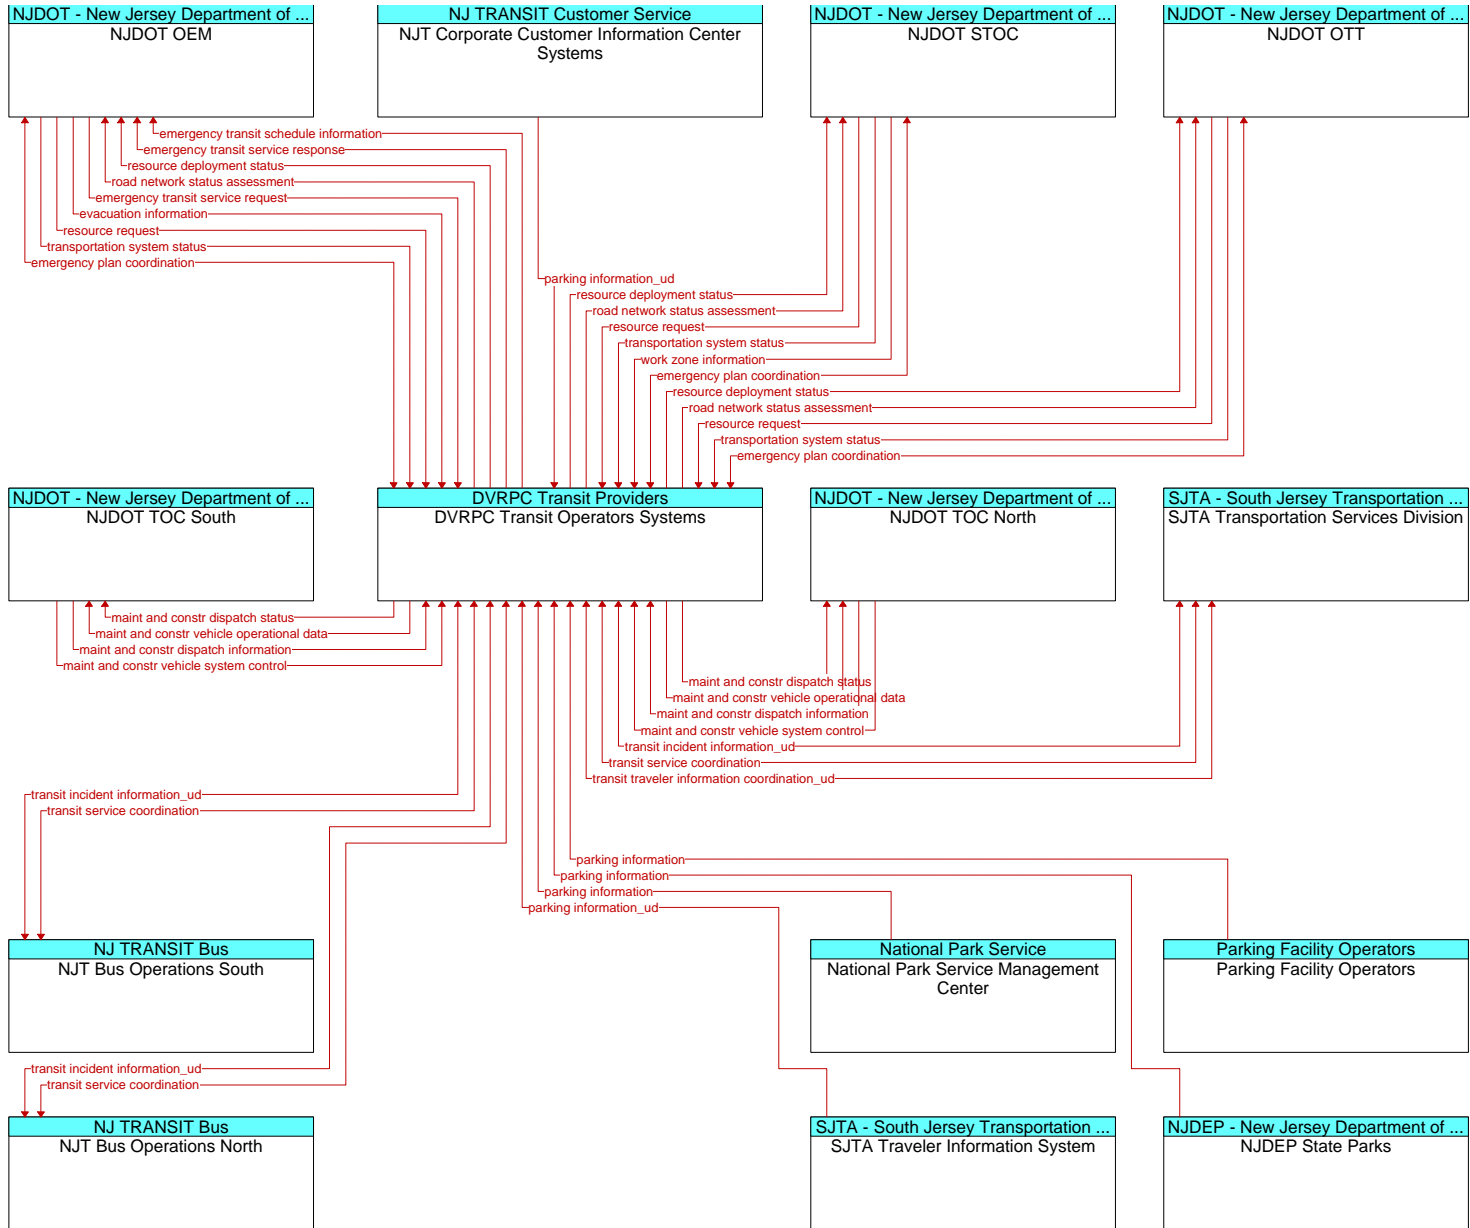 NJDOT - New Jersey Department of ...
NJDOT OEM
NJ TRANSIT Customer Service
NJT Corporate Customer Information Center
Systems
NJDOT - New Jersey Department of ...
NJDOT STOC
NJDOT - New Jersey Department of ...
NJDOT OTT
emergency transit schedule information
emergency transit service response
resource deployment status
road network status assessment
emergency transit service request
evacuation information
resource request
transportation system status
emergency plan coordination
parking information_ud
resource deployment status
road network status assessment
resource request
transportation system status
work zone information
emergency plan coordination
resource deployment status
road network status assessment
resource request
transportation system status
emergency plan coordination
NJDOT - New Jersey Department of ...
NJDOT TOC South
DVRPC Transit Providers
DVRPC Transit Operators Systems
NJDOT - New Jersey Department of ...
NJDOT TOC North
SJTA - South Jersey Transportation ...
SJTA Transportation Services Division
maint and constr dispatch status
maint and constr vehicle operational data
maint and constr dispatch information
maint and constr vehicle system control
maint and constr dispatch status
maint and constr vehicle operational data
maint and constr dispatch information
maint and constr vehicle system control
transit incident information_ud
transit service coordination
transit traveler information coordination_ud
transit incident information_ud
transit service coordination
parking information
parking information
parking information
parking information_ud
NJ TRANSIT Bus
NJT Bus Operations South
National Park Service
National Park Service Management
Center
Parking Facility Operators
Parking Facility Operators
transit incident information_ud
transit service coordination
NJ TRANSIT Bus
NJT Bus Operations North
SJTA - South Jersey Transportation ...
SJTA Traveler Information System
NJDEP - New Jersey Department of ...
NJDEP State Parks